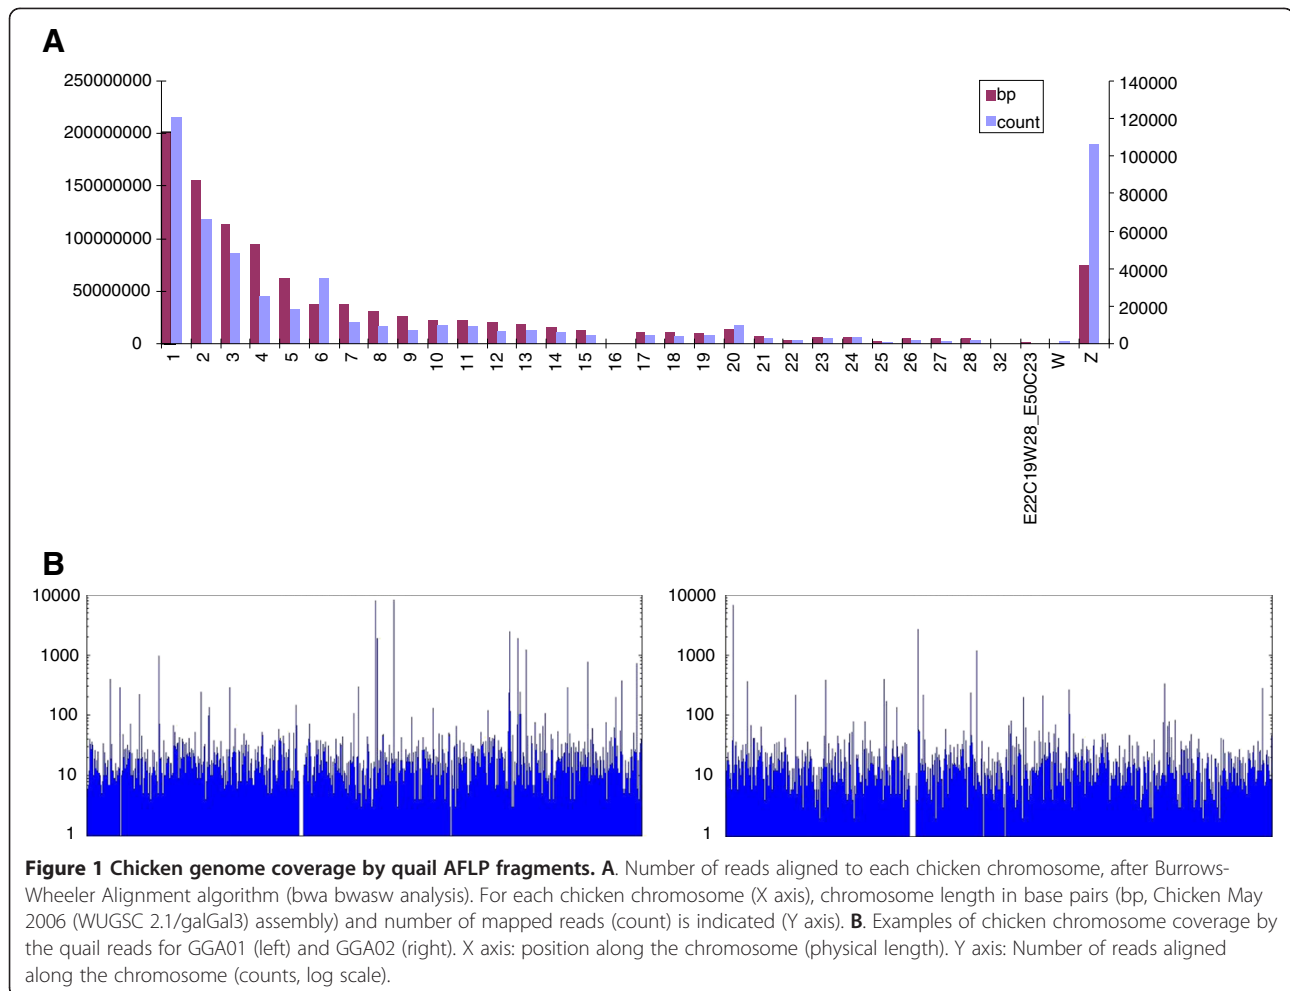 A
250000000
200000000
150000000
100000000
50000000
0
bp
count
140000
120000
100000
80000
60000
40000
20000
0
1 2 3 4 5 6 7 8 9 10 11 12 13 14 15 16 17 18 19 20 21 22 23 24 25 26 27 28 32 E22C19W28_E50C23 W Z
B
10000
1000
100
10
1
10000
1000
100
10
1
Figure 1 Chicken genome coverage by quail AFLP fragments. A. Number of reads aligned to each chicken chromosome, after Burrows-
Wheeler Alignment algorithm (bwa bwasw analysis). For each chicken chromosome (X axis), chromosome length in base pairs (bp, Chicken May
2006 (WUGSC 2.1/galGal3) assembly) and number of mapped reads (count) is indicated (Y axis). B. Examples of chicken chromosome coverage by
the quail reads for GGA01 (left) and GGA02 (right). X axis: position along the chromosome (physical length). Y axis: Number of reads aligned
along the chromosome (counts, log scale).